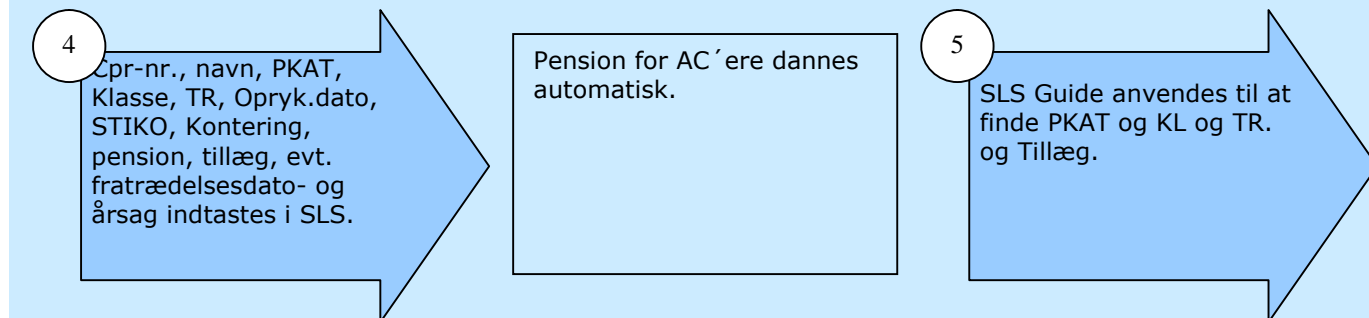 4
Cpr-nr., navn, PKAT,
Klasse, TR, Opryk.dato,
STIKO, Kontering,
pension, tillæg, evt.
fratrædelsesdato- og
årsag indtastes i SLS.
Pension for AC´ere dannes
automatisk.
5
SLS Guide anvendes til at
finde PKAT og KL og TR.
og Tillæg.